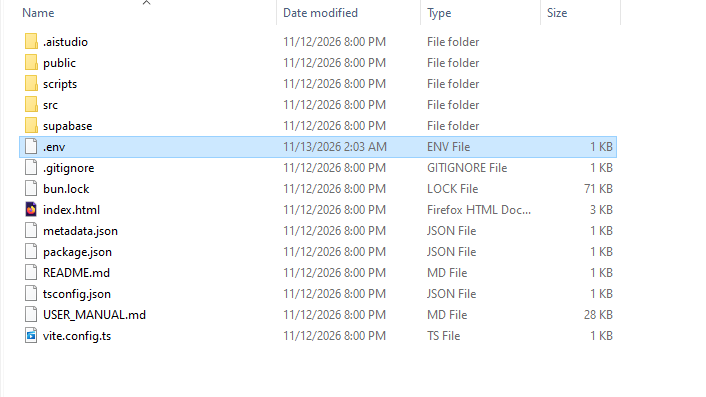 Name Date modified Type Size
.aistudio 11/12/2026 8:00 PM File folder
public 11/12/2026 8:00 PM File folder
scripts 11/12/2026 8:00 PM File folder
src 11/12/2026 8:00 PM File folder
supabase 11/12/2026 8:00 PM File folder
.env 11/13/2026 2:03 AM ENV File 1 KB
.gitignore 11/12/2026 8:00 PM GITIGNORE File 1 KB
bun.lock 11/12/2026 8:00 PM LOCK File 71 KB
index.html 11/12/2026 8:00 PM Firefox HTML Doc... 3 KB
metadata.json 11/12/2026 8:00 PM JSON File 1 KB
package.json 11/12/2026 8:00 PM JSON File 1 KB
README.md 11/12/2026 8:00 PM MD File 1 KB
tsconfig.json 11/12/2026 8:00 PM JSON File 1 KB
USER_MANUAL.md 11/12/2026 8:00 PM MD File 28 KB
vite.config.ts 11/12/2026 8:00 PM TS File 1 KB